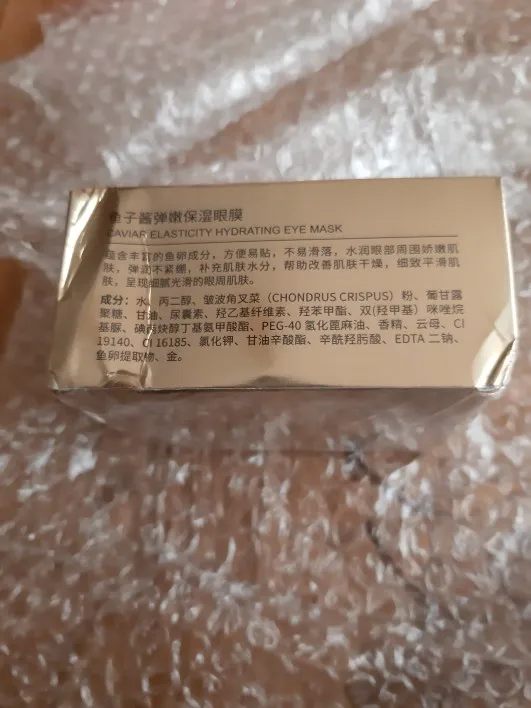 鱼子酱弹嫩保湿眼膜
CAVIAR ELASTICITY HYDRATING EYE MASK
蕴含丰富的鱼卵成分，方便易贴，不易滑落，水润眼部周围娇嫩肌
肤，弹润不紧绷，补充肌肤水分，帮助改善肌肤干燥，细致平滑肌
肤，呈现细腻光滑的眼周肌肤。
成分：水、丙二醇、皱波角叉菜（CHONDRUS CRISPUS）粉、葡甘露
聚糖、甘油、尿囊素、羟乙基纤维素、羟苯甲酯、双(羟甲基）咪唑烷
基脲、碘丙炔醇丁基氨甲酸酯、PEG-40 氢化蓖麻油、香精、云母、CI
19140、CI 16185、氯化钾、甘油辛酸酯、辛酰羟肟酸、EDTA 二钠、
鱼卵提取物、金。